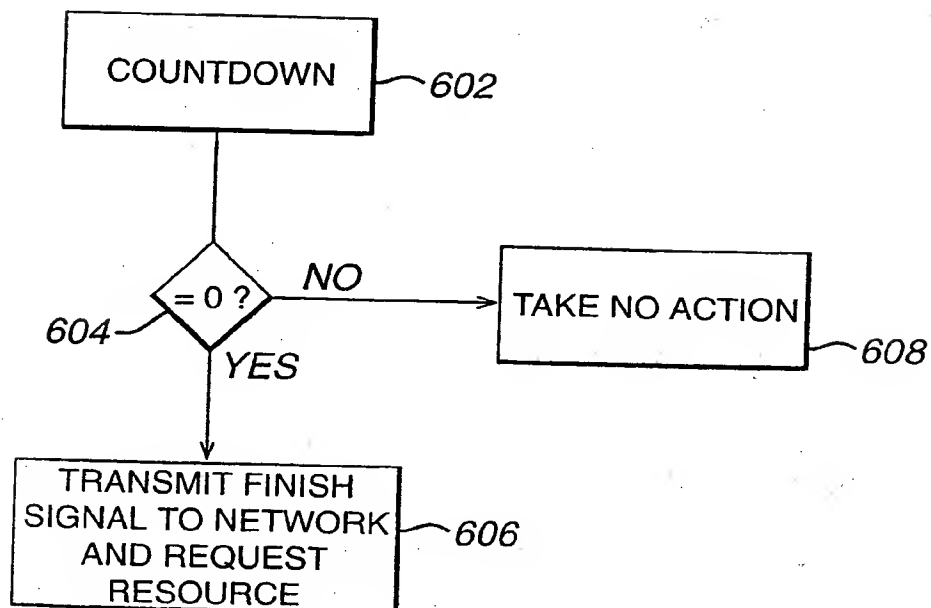 COUNTDOWN
602
= 0 ?
NO
604
YES
TAKE NO ACTION
608
TRANSMIT FINISH
SIGNAL TO NETWORK
AND REQUEST
RESOURCE
606